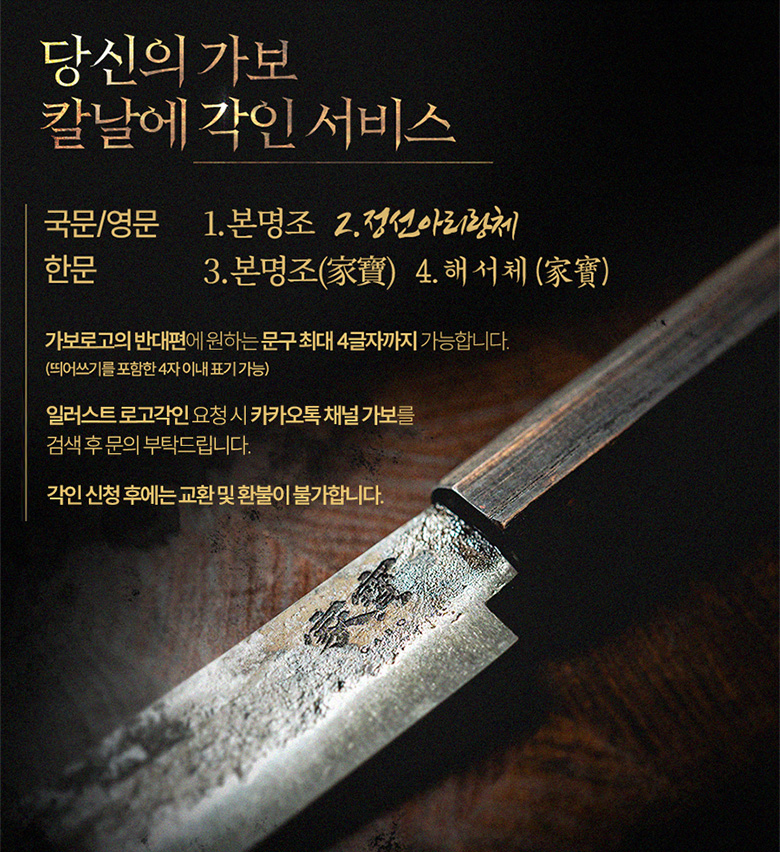 당신의 가보
칼날에 각인 서비스
국문/영문 1.본명조 2.정선아리랑체
한문 3.본명조(家寶) 4.해서체(家寶)
가보로고의 반대편에 원하는 문구 최대 4글자까지 가능합니다.
(띄어쓰기를 포함한 4자 이내 표기 가능)
일러스트 로고각인 요청 시 카카오톡 채널 가보를
검색 후 문의 부탁드립니다.
각인 신청 후에는 교환 및 환불이 불가합니다.
家寶
GABO